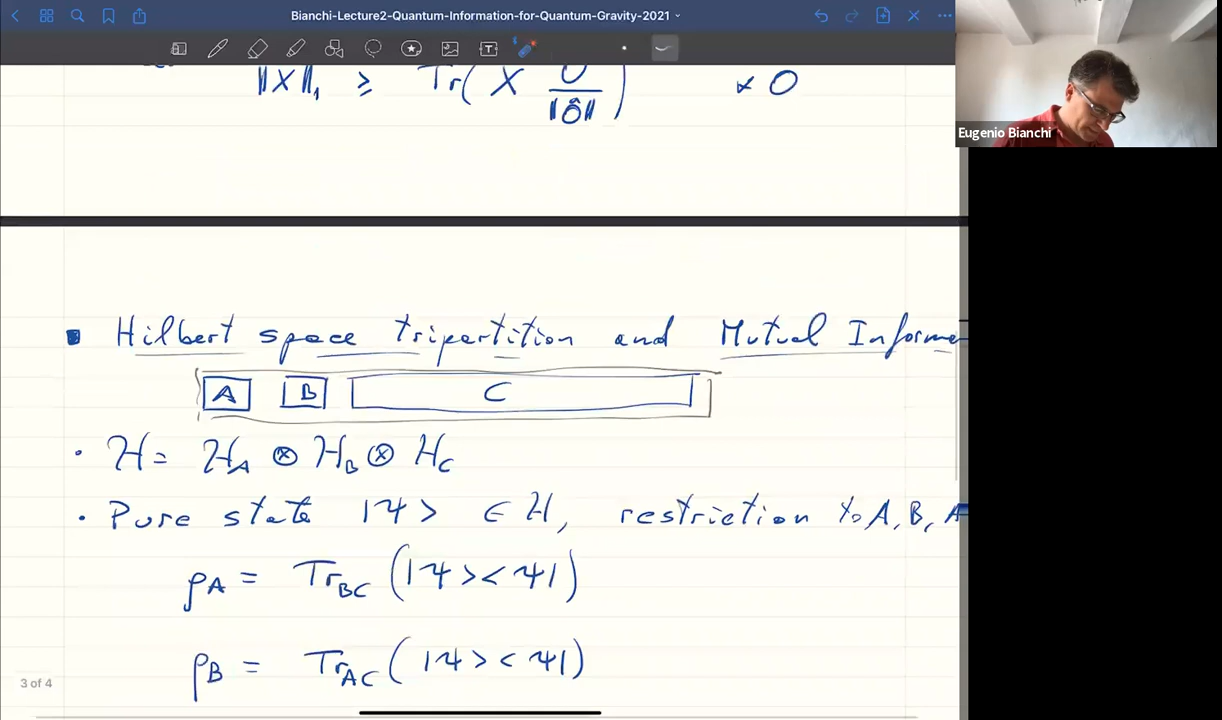 Bianchi-Lecture2-Quantum-Information-for-Quantum-Gravity-2021
Eugenio Bianchi
‖X‖₁ ≥ Tr( X O / ‖Ô‖ ) × O
Hilbert space tripartition and Mutual Informa
A B C
· H = H_A ⊗ H_B ⊗ H_C
· Pure state |ψ> ∈ H, restriction to A, B, A
ρ_A = Tr_BC (|ψ><ψ|)
ρ_B = Tr_AC (|ψ><ψ|)
3 of 4